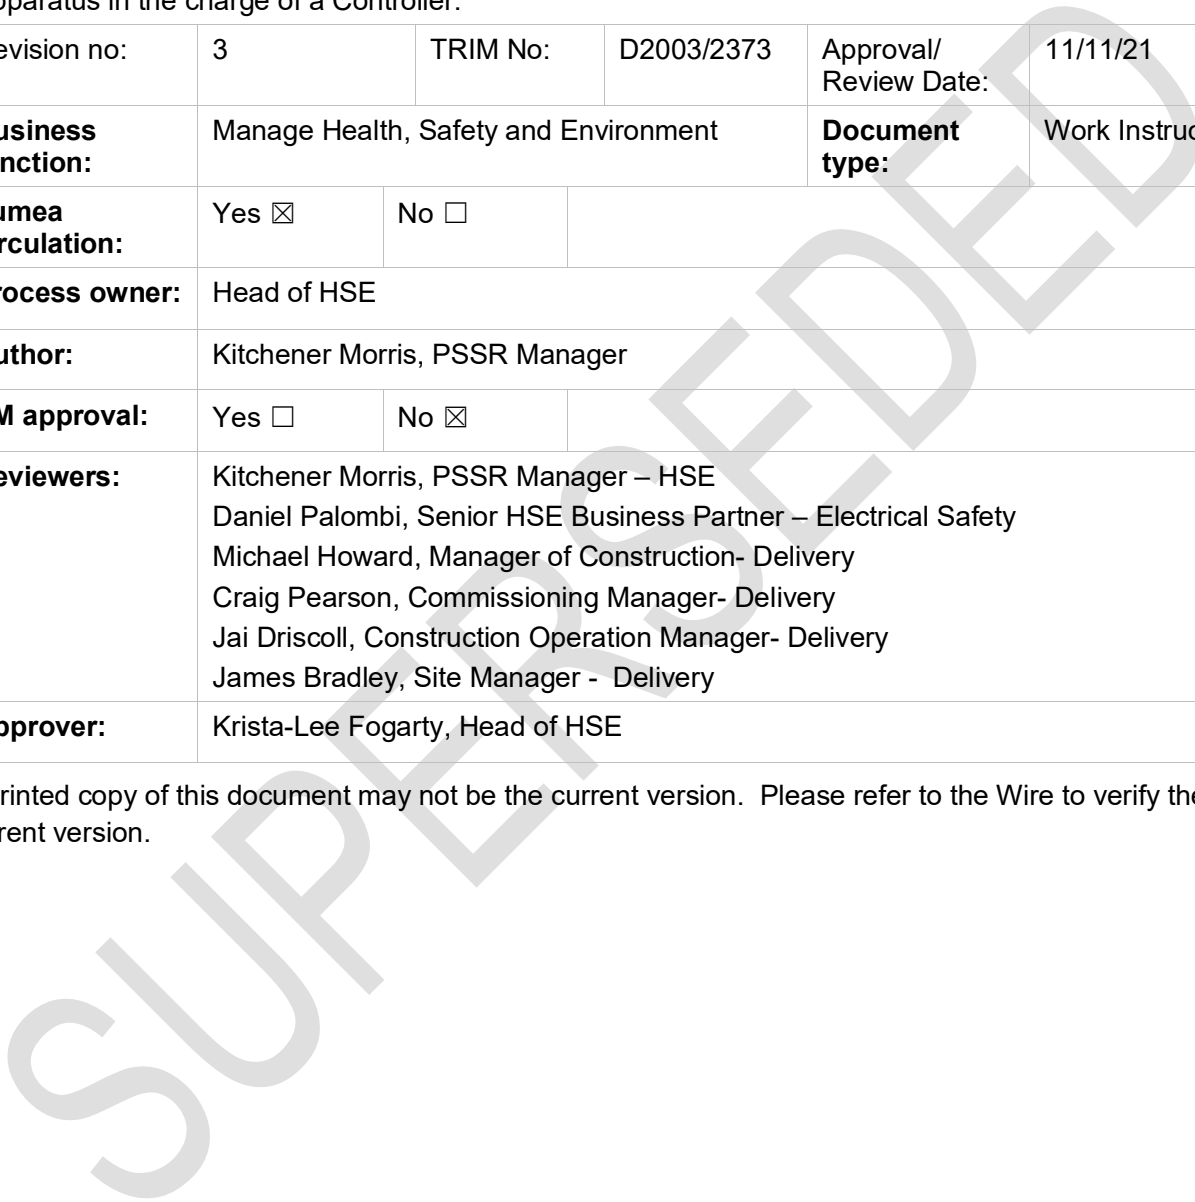 pparatus in the charge of a Controller.
evision no: 3 TRIM No: D2003/2373 Approval/ Review Date: 11/11/21
usiness nction: Manage Health, Safety and Environment Document type: Work Instruc
umea rculation: Yes ☒ No ☐
rocess owner: Head of HSE
uthor: Kitchener Morris, PSSR Manager
M approval: Yes ☐ No ☒
eviewers: Kitchener Morris, PSSR Manager – HSE
Daniel Palombi, Senior HSE Business Partner – Electrical Safety
Michael Howard, Manager of Construction- Delivery
Craig Pearson, Commissioning Manager- Delivery
Jai Driscoll, Construction Operation Manager- Delivery
James Bradley, Site Manager -  Delivery
pprover: Krista-Lee Fogarty, Head of HSE
rinted copy of this document may not be the current version.  Please refer to the Wire to verify the
rent version.
SUPERSEDED